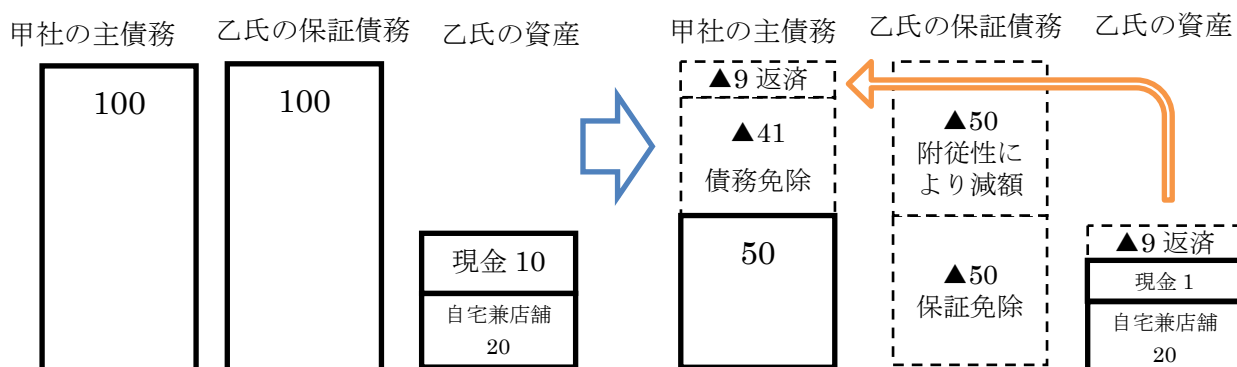 甲社の主債務
乙氏の保証債務
乙氏の資産
100
100
現金 10
自宅兼店舗
20
甲社の主債務
乙氏の保証債務
乙氏の資産
▲9 返済
▲41
債務免除
50
▲50
附従性に
より減額
▲50
保証免除
▲9 返済
現金 1
自宅兼店舗
20